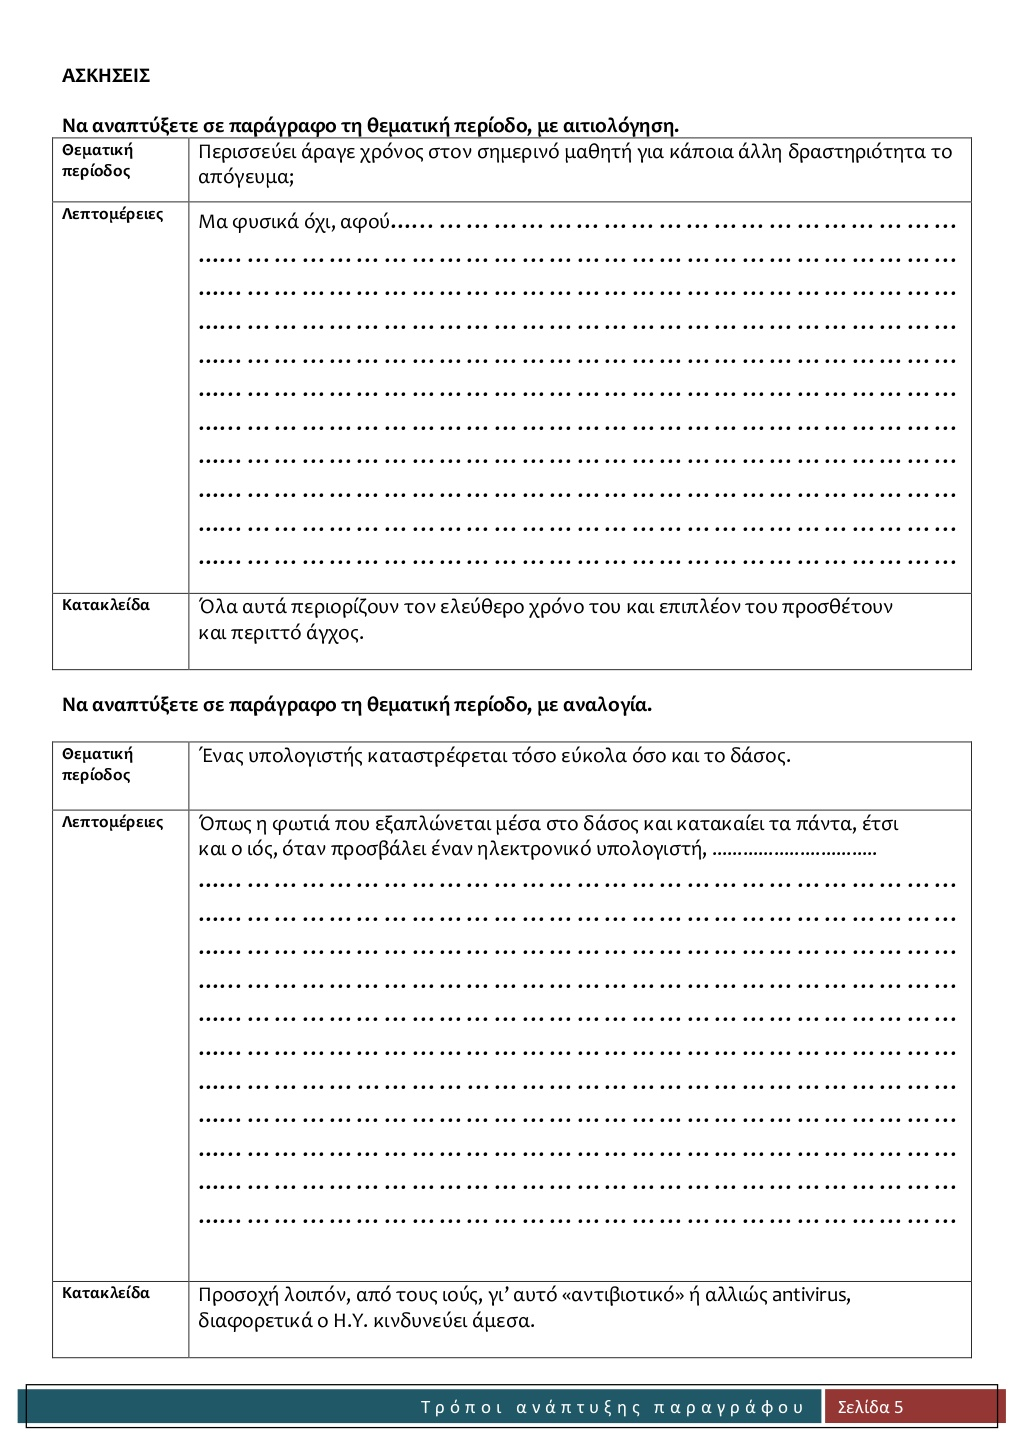 ΑΣΚΗΣΕΙΣ
Να αναπτύξετε σε παράγραφο τη θεματική περίοδο, με αιτιολόγηση.
Θεματική περίοδος
Περισσεύει άραγε χρόνος στον σημερινό μαθητή για κάποια άλλη δραστηριότητα το
απόγευμα;
Λεπτομέρειες
Μα φυσικά όχι, αφού...… … … … … … … … … … … … … … … … … … … …
...… … … … … … … … … … … … … … … … … … … … … … … … … … …
...… … … … … … … … … … … … … … … … … … … … … … … … … … …
...… … … … … … … … … … … … … … … … … … … … … … … … … … …
...… … … … … … … … … … … … … … … … … … … … … … … … … … …
...… … … … … … … … … … … … … … … … … … … … … … … … … … …
...… … … … … … … … … … … … … … … … … … … … … … … … … … …
...… … … … … … … … … … … … … … … … … … … … … … … … … … …
...… … … … … … … … … … … … … … … … … … … … … … … … … … …
...… … … … … … … … … … … … … … … … … … … … … … … … … … …
...… … … … … … … … … … … … … … … … … … … … … … … … … … …
Κατακλείδα
Όλα αυτά περιορίζουν τον ελεύθερο χρόνο του και επιπλέον του προσθέτουν
και περιττό άγχος.
Να αναπτύξετε σε παράγραφο τη θεματική περίοδο, με αναλογία.
Θεματική περίοδος
Ένας υπολογιστής καταστρέφεται τόσο εύκολα όσο και το δάσος.
Λεπτομέρειες
Όπως η φωτιά που εξαπλώνεται μέσα στο δάσος και κατακαίει τα πάντα, έτσι
και ο ιός, όταν προσβάλει έναν ηλεκτρονικό υπολογιστή, ……………………………
...… … … … … … … … … … … … … … … … … … … … … … … … … … …
...… … … … … … … … … … … … … … … … … … … … … … … … … … …
...… … … … … … … … … … … … … … … … … … … … … … … … … … …
...… … … … … … … … … … … … … … … … … … … … … … … … … … …
...… … … … … … … … … … … … … … … … … … … … … … … … … … …
...… … … … … … … … … … … … … … … … … … … … … … … … … … …
...… … … … … … … … … … … … … … … … … … … … … … … … … … …
...… … … … … … … … … … … … … … … … … … … … … … … … … … …
...… … … … … … … … … … … … … … … … … … … … … … … … … … …
...… … … … … … … … … … … … … … … … … … … … … … … … … … …
...… … … … … … … … … … … … … … … … … … … … … … … … … … …
Κατακλείδα
Προσοχή λοιπόν, από τους ιούς, γι’ αυτό «αντιβιοτικό» ή αλλιώς antivirus,
διαφορετικά ο Η.Υ. κινδυνεύει άμεσα.
Τρόποι ανάπτυξης παραγράφου Σελίδα 5